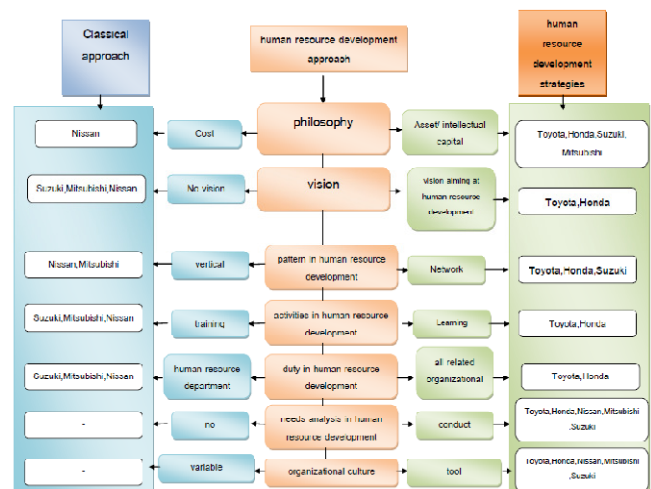 Classical
approach
human resource development
approach
human
resource
development
strategies
Nissan
Cost
philosophy
Asset/ intellectual
capital
Toyota,Honda,Suzuki,
Mitsubishi
Suzuki,Mitsubishi,Nissan
No vision
vision
vision aiming at
human resource
development
Toyota,Honda
Nissan,Mitsubishi
vertical
pattern in human resource
development
Network
Toyota,Honda,Suzuki
Suzuki,Mitsubishi,Nissan
training
activities in human resource
development
Learning
Toyota,Honda
Suzuki,Mitsubishi,Nissan
human resource
department
duty in human resource
development
all related
organizational
Toyota,Honda
-
no
needs analysis in human
resource development
conduct
Toyota,Honda,Nissan,Mitsubishi
,Suzuki
-
variable
organizational culture
tool
Toyota,Honda,Nissan,Mitsubishi
,Suzuki